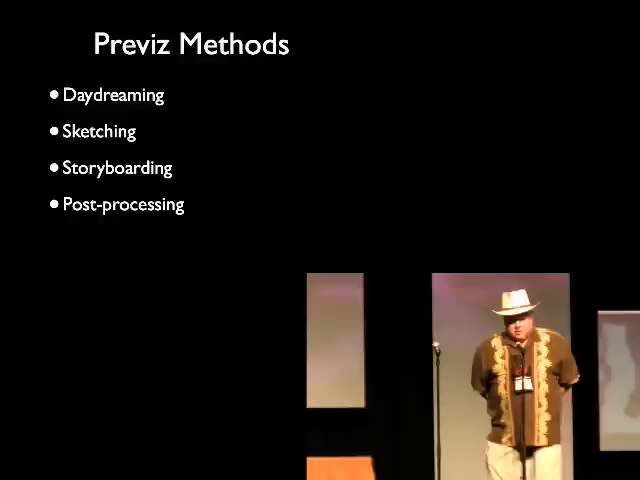 Previz Methods
• Daydreaming
• Sketching
• Storyboarding
• Post-processing